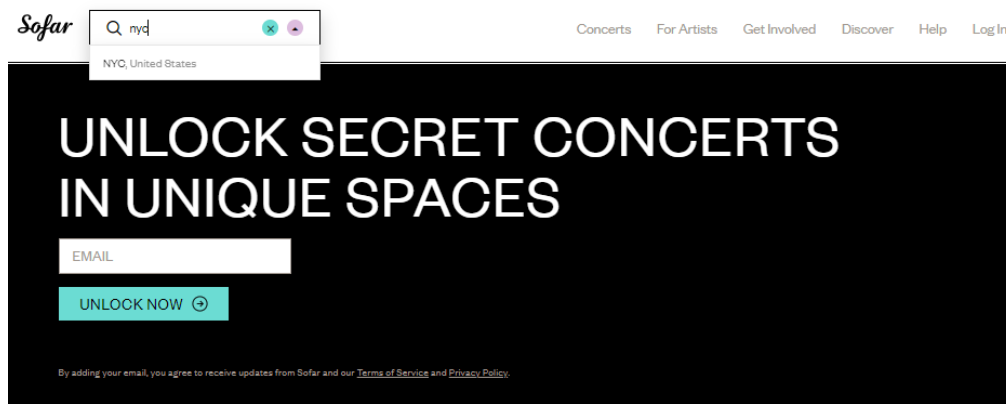 Sofar
nyc
Concerts For Artists Get Involved Discover Help Log In
NYC, United States
UNLOCK SECRET CONCERTS
IN UNIQUE SPACES
EMAIL
UNLOCK NOW
By adding your email, you agree to receive updates from Sofar and our Terms of Service and Privacy Policy.